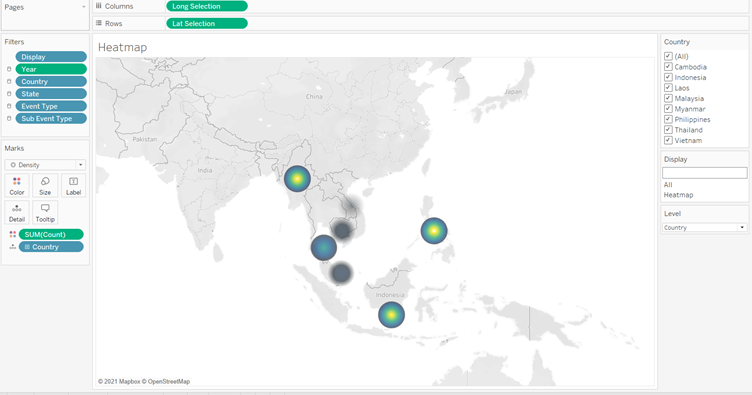 Pages
Columns
Long Selection
Rows
Lat Selection
Filters
Display
Year
Country
State
Event Type
Sub Event Type
Marks
Density
Color
Size
Label
Detail
Tooltip
SUM(Count)
Country
Heatmap
China
Japan
Pakistan
India
Indonesia
© 2021 Mapbox © OpenStreetMap
Country
(All)
Cambodia
Indonesia
Laos
Malaysia
Myanmar
Philippines
Thailand
Vietnam
Display
All
Heatmap
Level
Country